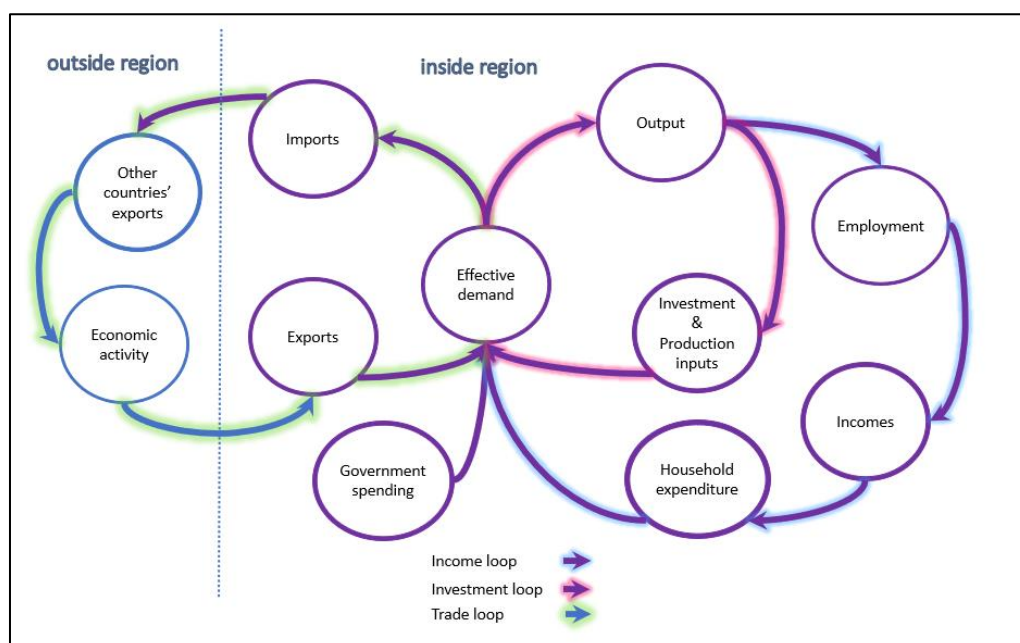 outside region
inside region
Imports
Output
Other
countries'
exports
Employment
Effective
demand
Economic
activity
Exports
Investment
&
Production
inputs
Incomes
Government
spending
Household
expenditure
Income loop
Investment loop
Trade loop